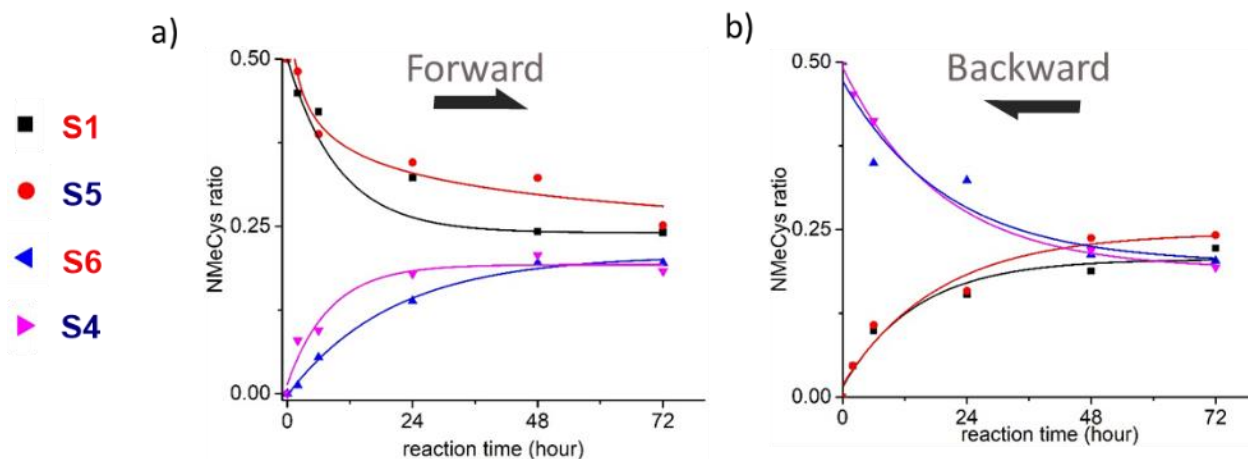 S1
S5
S6
S4
a)
Forward
NMeCys ratio
0.50
0.25
0.00
0
24
48
72
reaction time (hour)
b)
Backward
NMeCys ratio
0.50
0.25
0.00
0
24
48
72
reaction time (hour)